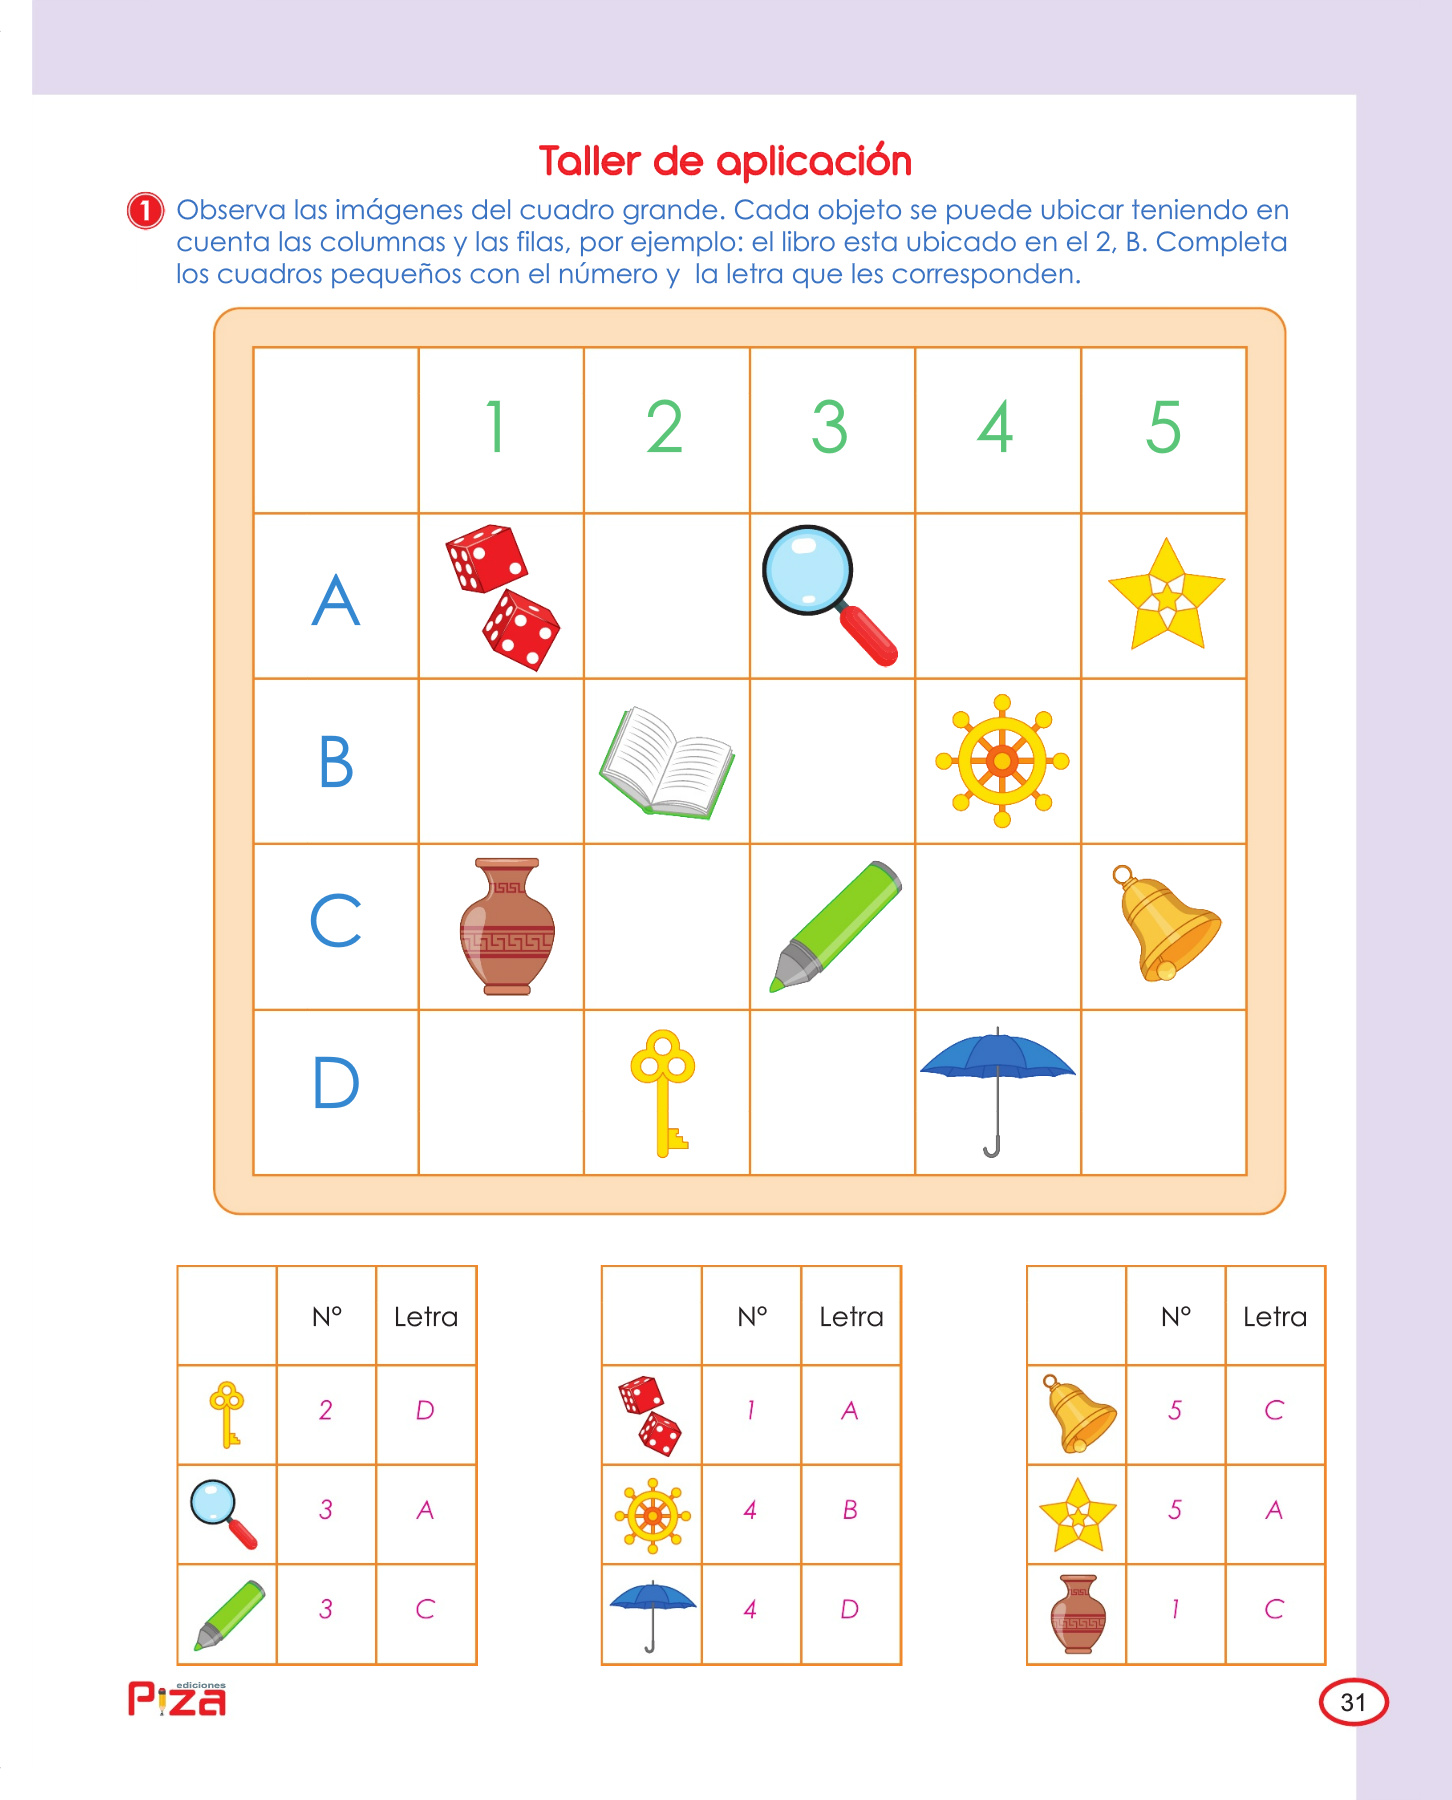 Taller de aplicación
1 Observa las imágenes del cuadro grande. Cada objeto se puede ubicar teniendo en
cuenta las columnas y las filas, por ejemplo: el libro esta ubicado en el 2, B. Completa
los cuadros pequeños con el número y la letra que les corresponden.
1 2 3 4 5
A
B
C
D
N° Letra
2 D
3 A
3 C
N° Letra
1 A
4 B
4 D
N° Letra
5 C
5 A
1 C
ediciones
Piza
31